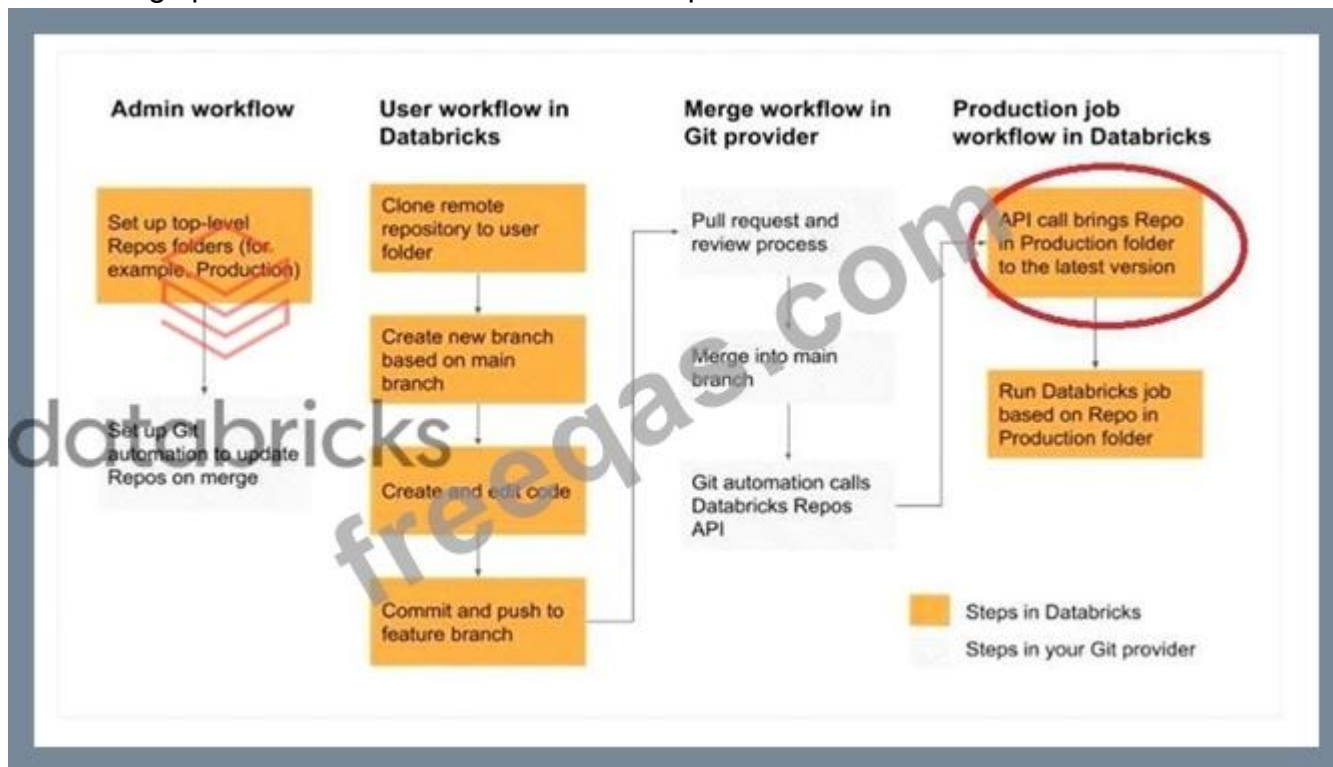 Admin workflow
Set up top-level
Repos folders (for
example, Production)
Set up Git
automation to update
Repos on merge
User workflow in
Databricks
Clone remote
repository to user
folder
Create new branch
based on main
branch
Create and edit code
Commit and push to
feature branch
Merge workflow in
Git provider
Pull request and
review process
Merge into main
branch
Git automation calls
Databricks Repos
API
Production job
workflow in Databricks
API call brings Repo
in Production folder
to the latest version
Run Databricks job
based on Repo in
Production folder
Steps in Databricks
Steps in your Git provider
databricks
freeqas.com